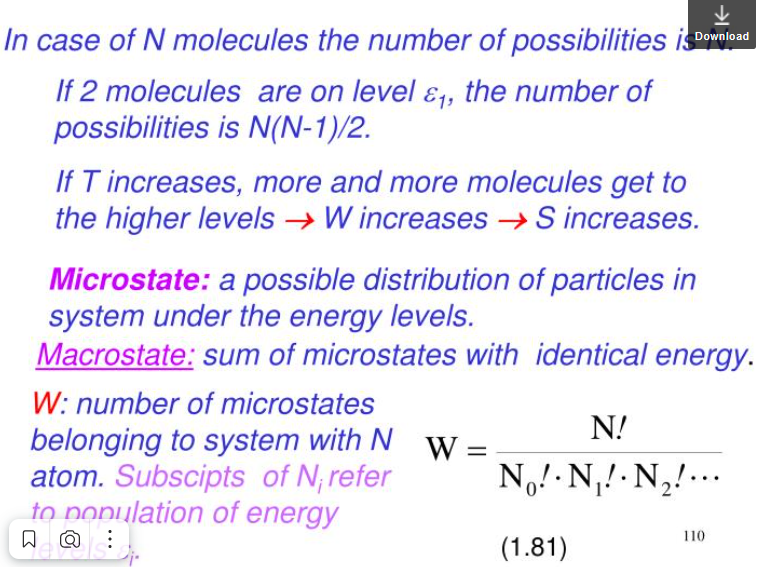 In case of N molecules the number of possibilities is N.
Download
If 2 molecules are on level ε1, the number of
possibilities is N(N-1)/2.
If T increases, more and more molecules get to
the higher levels → W increases → S increases.
Microstate: a possible distribution of particles in
system under the energy levels.
Macrostate: sum of microstates with identical energy.
W: number of microstates
belonging to system with N
atom. Subscipts of Ni refer
to population of energy
levels εi.
W = N! / N0! · N1! · N2! ···
(1.81)
110